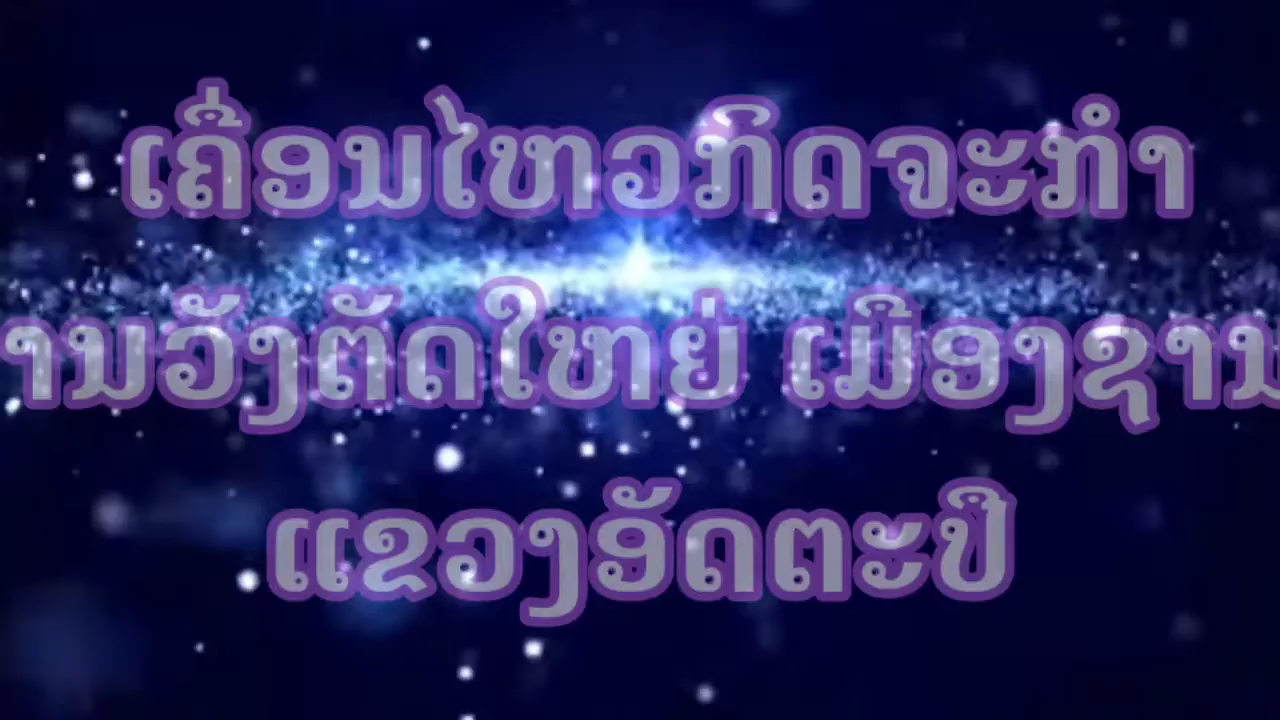 ເຄື່ອນໄຫວກິດຈະກຳ
ານວັງຕັດໃຫຍ່ ເມືອງຊານ
ແຂວງອັດຕະປື